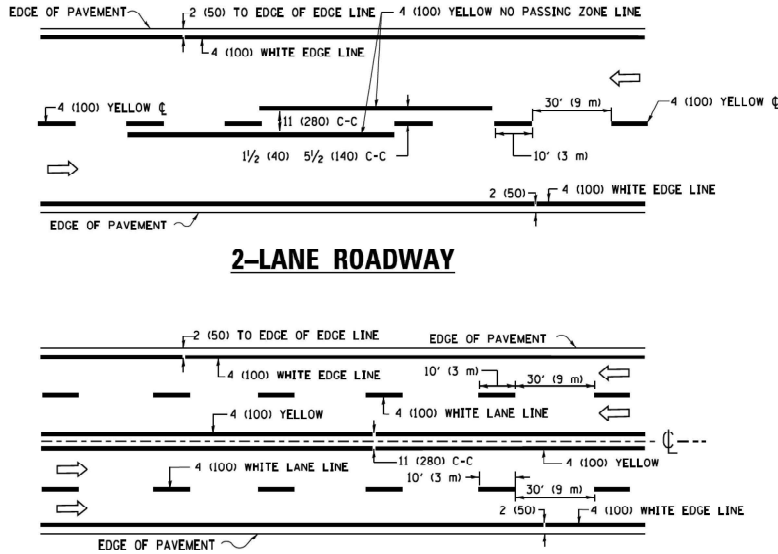 EDGE OF PAVEMENT
2 (50) TO EDGE OF EDGE LINE
4 (100) YELLOW NO PASSING ZONE LINE
4 (100) WHITE EDGE LINE
4 (100) YELLOW ℄
11 (280) C-C
30' (9 m)
4 (100) YELLOW ℄
1½ (40) 5½ (140) C-C
10' (3 m)
2 (50)
4 (100) WHITE EDGE LINE
EDGE OF PAVEMENT
2-LANE ROADWAY
2 (50) TO EDGE OF EDGE LINE
EDGE OF PAVEMENT
4 (100) WHITE EDGE LINE
10' (3 m)
30' (9 m)
4 (100) YELLOW
4 (100) WHITE LANE LINE
℄
4 (100) WHITE LANE LINE
11 (280) C-C
4 (100) YELLOW
10' (3 m)
30' (9 m)
2 (50)
4 (100) WHITE EDGE LINE
EDGE OF PAVEMENT